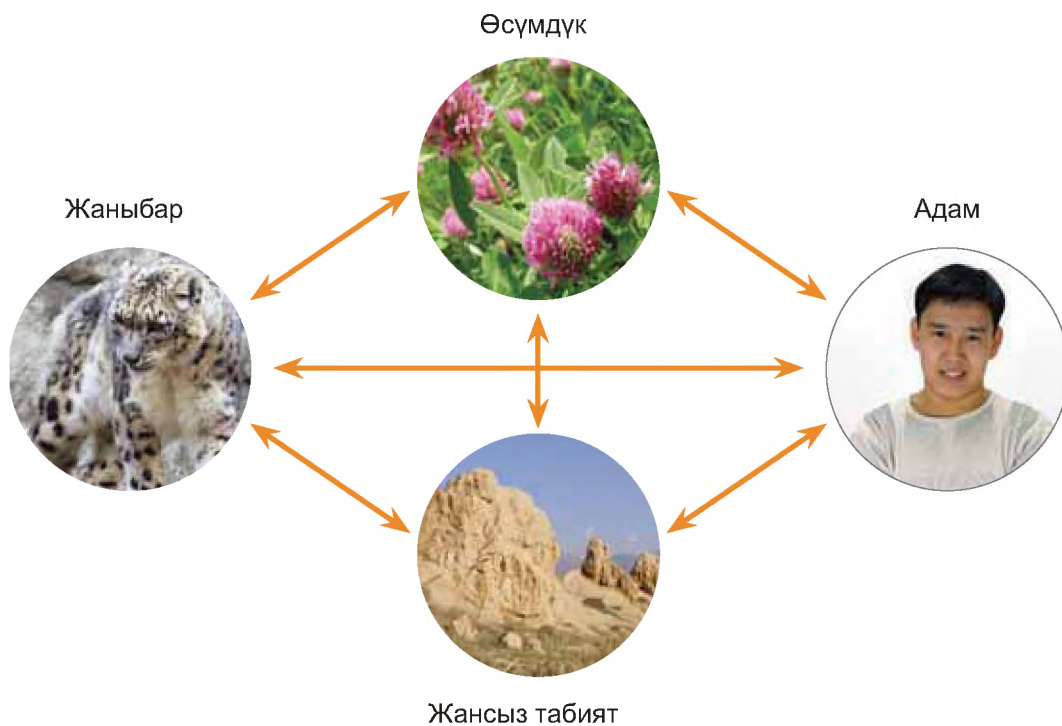 Өсүмдүк
Жаныбар
Адам
Жансыз табият